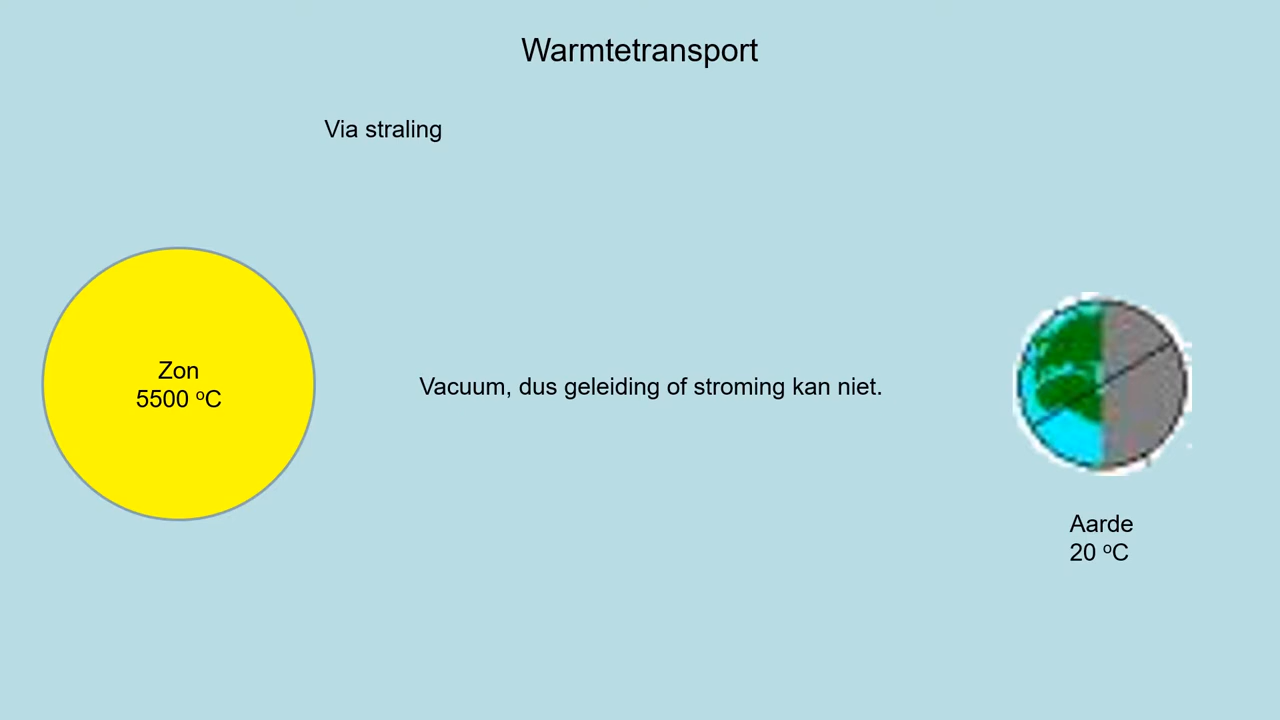 Warmtetransport
Via straling
Zon
5500 ºC
Vacuum, dus geleiding of stroming kan niet.
Aarde
20 ºC